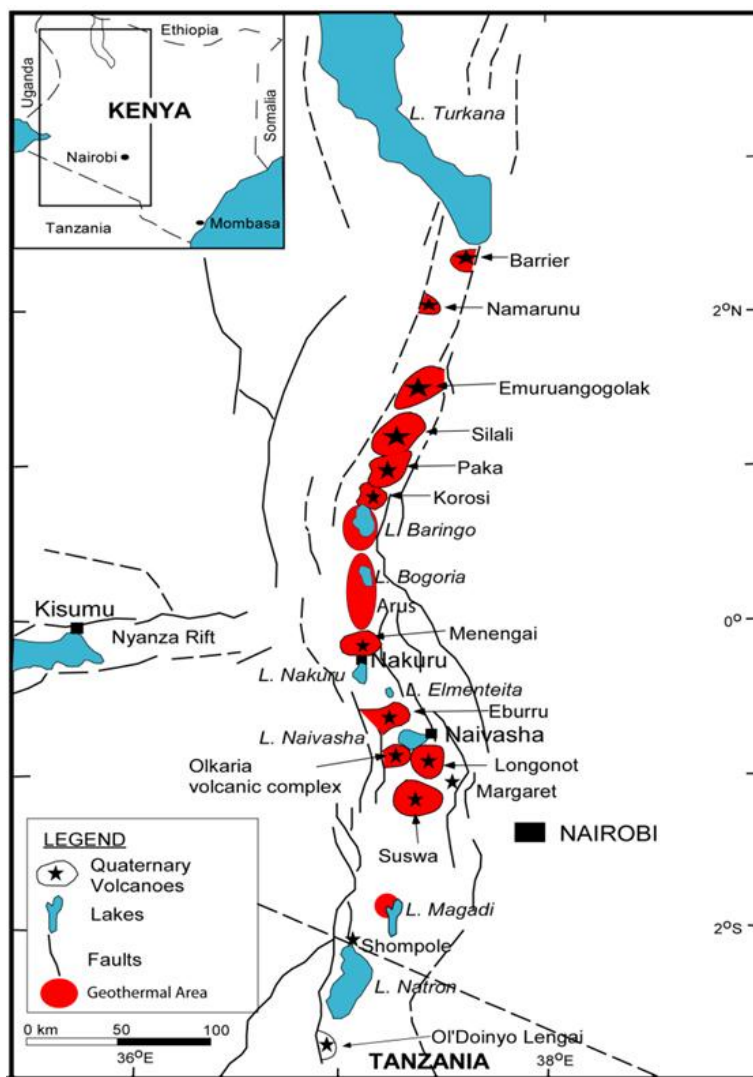 Ethiopia
Uganda
KENYA
Somalia
Nairobi
Tanzania
Mombasa
L. Turkana
Barrier
Namarunu
2°N
Emuruangogolak
Silali
Paka
Korosi
L. Baringo
L. Bogoria
Arus
0°
Kisumu
Nyanza Rift
Menengai
Nakuru
L. Nakuru
L. Elmenteita
Eburru
L. Naivasha
Naivasha
Olkaria
volcanic complex
Longonot
Margaret
NAIROBI
Suswa
L. Magadi
2°S
Shompole
L. Natron
Ol'Doinyo Lengai
TANZANIA
LEGEND
Quaternary
Volcanoes
Lakes
Faults
Geothermal Area
0 km 50 100
36°E
38°E